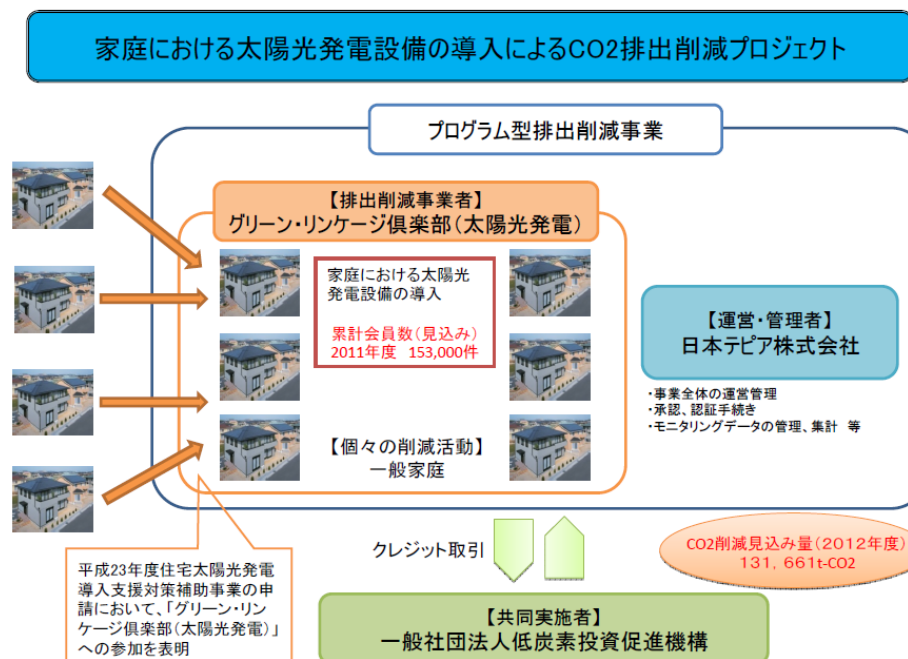 家庭における太陽光発電設備の導入によるCO2排出削減プロジェクト
プログラム型排出削減事業
【排出削減事業者】
グリーン・リンケージ倶楽部(太陽光発電)
家庭における太陽光
発電設備の導入
累計会員数(見込み)
2011年度 153,000件
【個々の削減活動】
一般家庭
【運営・管理者】
日本テピア株式会社
・事業全体の運営管理
・承認、認証手続き
・モニタリングデータの管理、集計 等
平成23年度住宅太陽光発電
導入支援対策補助事業の申
請において、「グリーン・リン
ケージ倶楽部(太陽光発電)」
への参加を表明
クレジット取引
CO2削減見込み量(2012年度)
131, 661t-CO2
【共同実施者】
一般社団法人低炭素投資促進機構